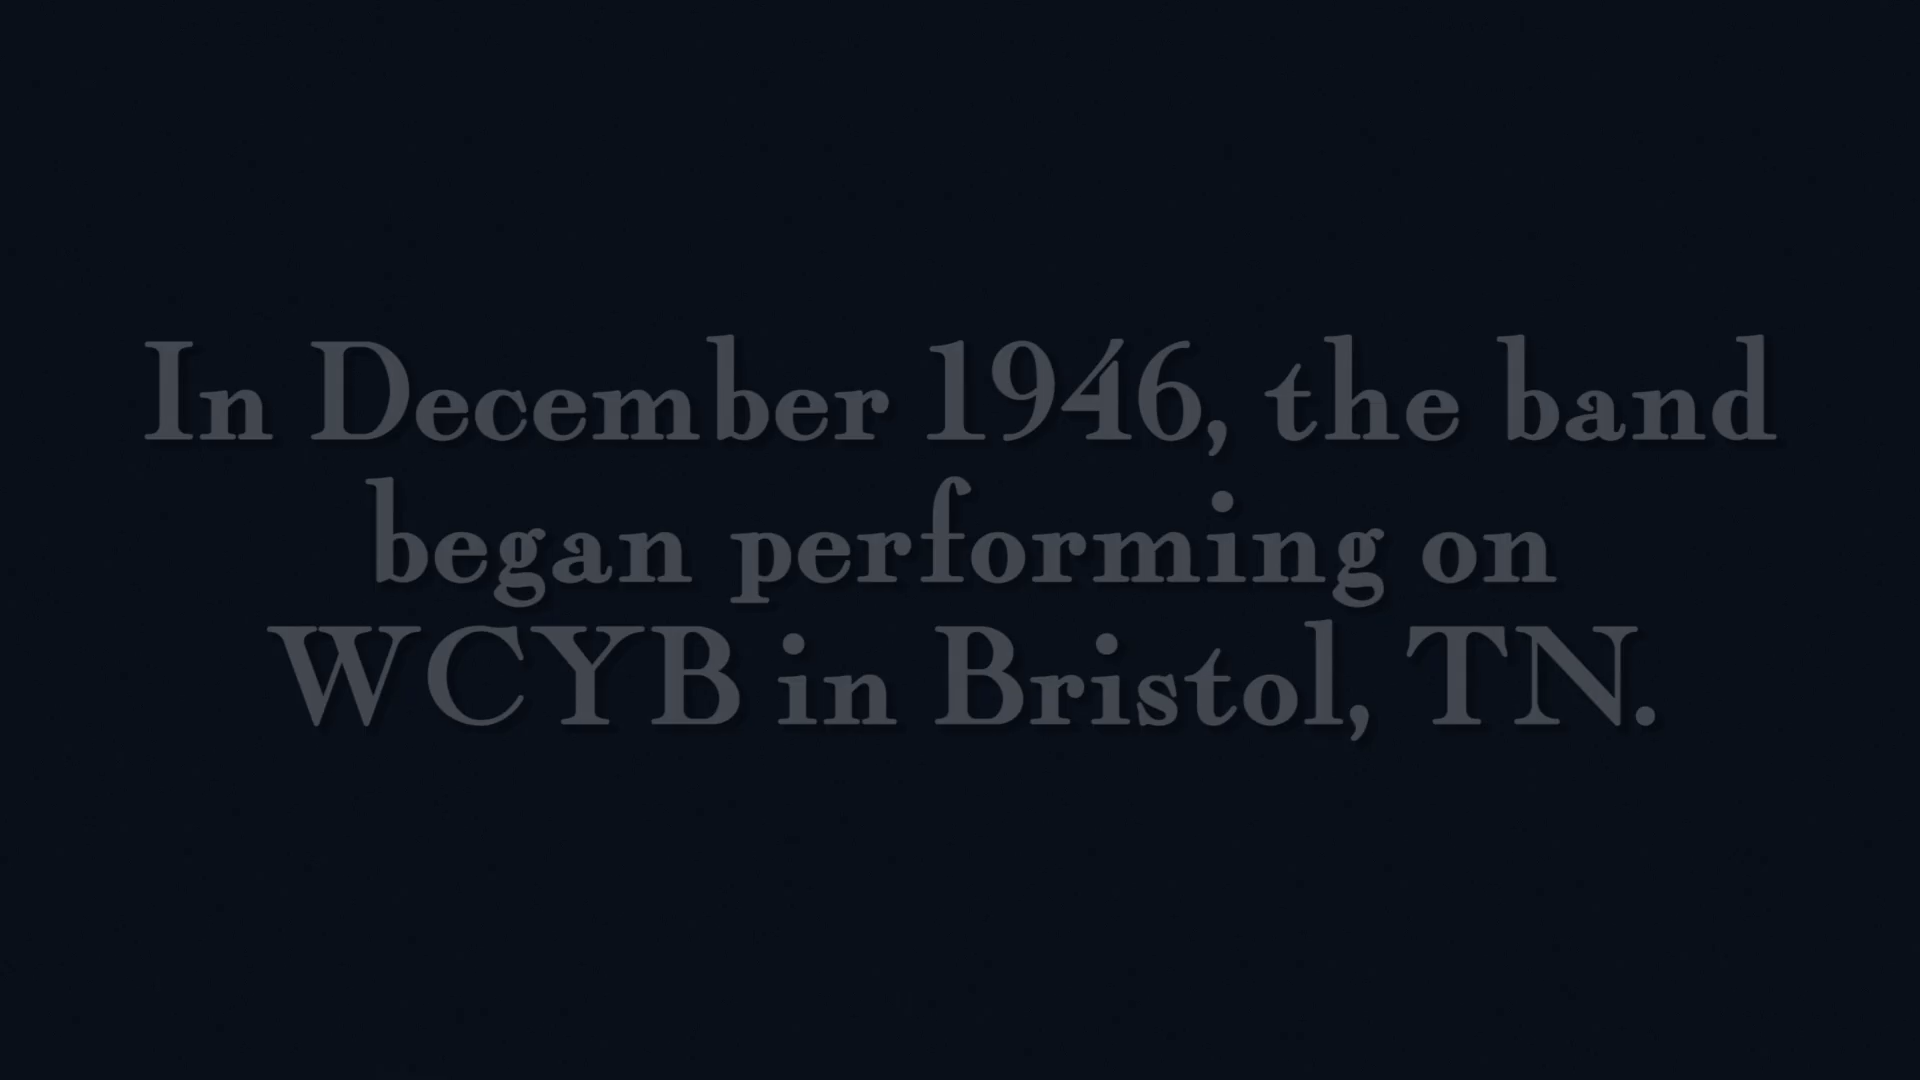 In December 1946, the band
began performing on
WCYB in Bristol, TN.